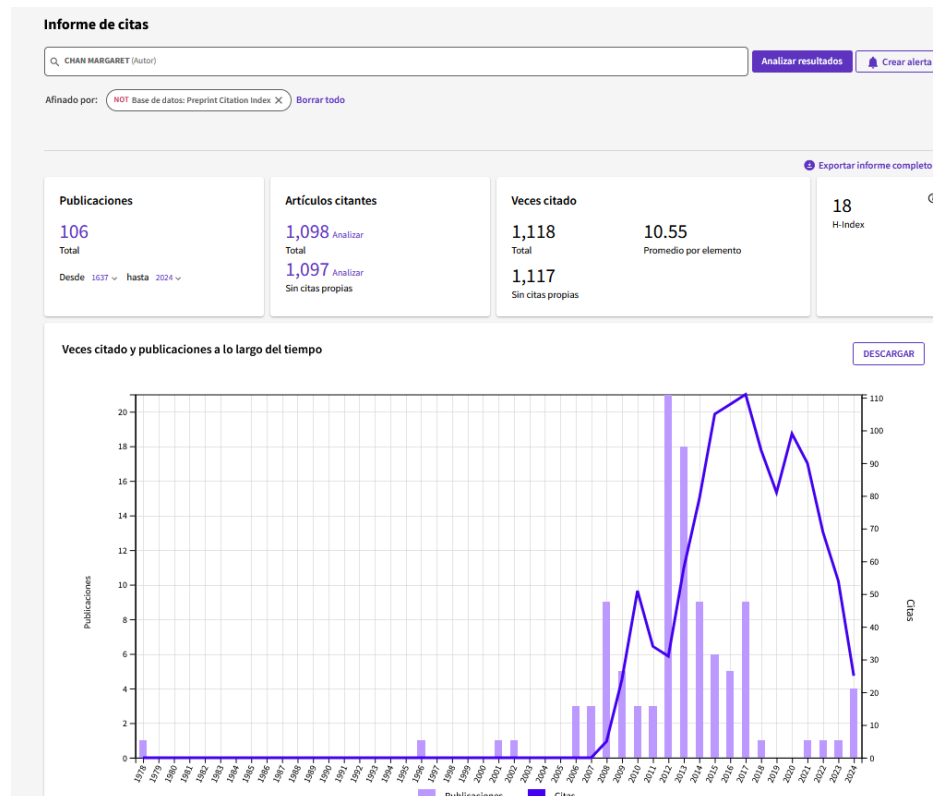 Informe de citas
CHAN MARGARET (Autor)
Analizar resultados
Crear alerta
Afinado por:
NOT Base de datos: Preprint Citation Index
Borrar todo
Exportar informe completo
Publicaciones
106
Total
Desde 1637 hasta 2024
Artículos citantes
1,098 Analizar
Total
1,097 Analizar
Sin citas propias
Veces citado
1,118
Total
10.55
Promedio por elemento
1,117
Sin citas propias
18
H-Index
Veces citado y publicaciones a lo largo del tiempo
DESCARGAR
Publicaciones
20
18
16
14
12
10
8
6
4
2
0
110
100
90
80
70
60
50
40
30
20
10
0
Citas
1978 1979 1980 1981 1982 1983 1984 1985 1986 1987 1988 1989 1990 1991 1992 1993 1994 1995 1996 1997 1998 1999 2000 2001 2002 2003 2004 2005 2006 2007 2008 2009 2010 2011 2012 2013 2014 2015 2016 2017 2018 2019 2020 2021 2022 2023 2024
Publicaciones Citas